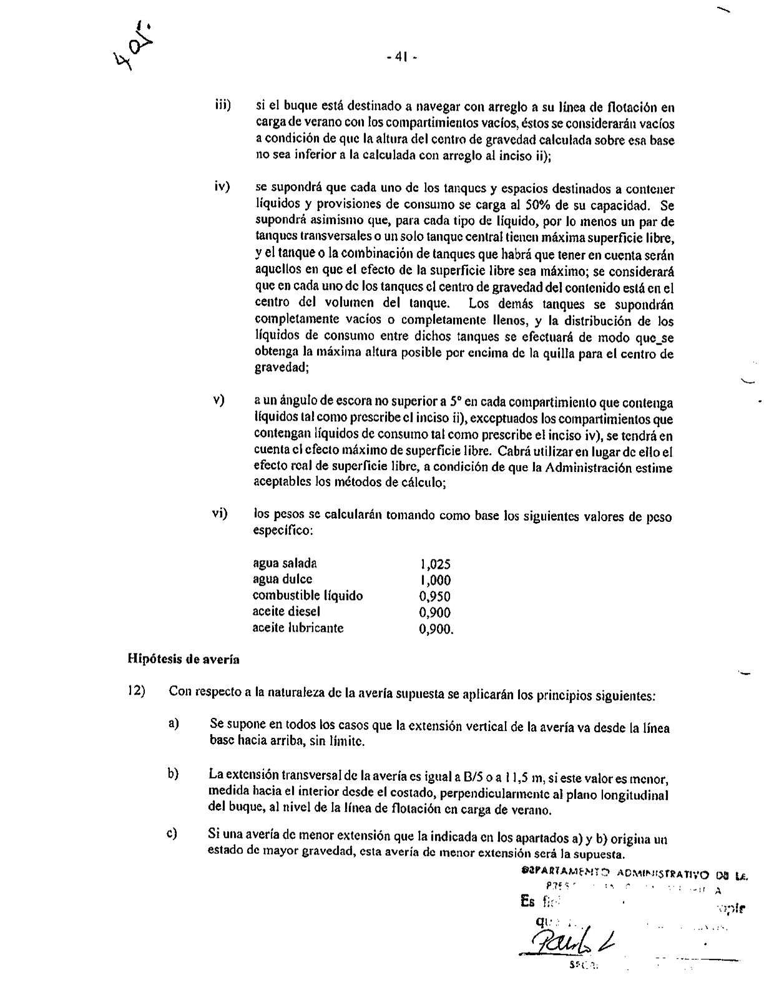 405.
- 41 -
iii) si el buque está destinado a navegar con arreglo a su línea de flotación en
carga de verano con los compartimientos vacíos, éstos se considerarán vacíos
a condición de que la altura del centro de gravedad calculada sobre esa base
no sea inferior a la calculada con arreglo al inciso ii);
iv) se supondrá que cada uno de los tanques y espacios destinados a contener
líquidos y provisiones de consumo se carga al 50% de su capacidad. Se
supondrá asimismo que, para cada tipo de líquido, por lo menos un par de
tanques transversales o un solo tanque central tienen máxima superficie libre,
y el tanque o la combinación de tanques que habrá que tener en cuenta serán
aquellos en que el efecto de la superficie libre sea máximo; se considerará
que en cada uno de los tanques el centro de gravedad del contenido está en el
centro del volumen del tanque. Los demás tanques se supondrán
completamente vacíos o completamente llenos, y la distribución de los
líquidos de consumo entre dichos tanques se efectuará de modo que se
obtenga la máxima altura posible por encima de la quilla para el centro de
gravedad;
v) a un ángulo de escora no superior a 5° en cada compartimiento que contenga
líquidos tal como prescribe el inciso ii), exceptuados los compartimientos que
contengan líquidos de consumo tal como prescribe el inciso iv), se tendrá en
cuenta el efecto máximo de superficie libre. Cabrá utilizar en lugar de ello el
efecto real de superficie libre, a condición de que la Administración estime
aceptables los métodos de cálculo;
vi) los pesos se calcularán tomando como base los siguientes valores de peso
específico:
agua salada 1,025
agua dulce 1,000
combustible líquido 0,950
aceite diesel 0,900
aceite lubricante 0,900.
Hipótesis de avería
12) Con respecto a la naturaleza de la avería supuesta se aplicarán los principios siguientes:
a) Se supone en todos los casos que la extensión vertical de la avería va desde la línea
base hacia arriba, sin límite.
b) La extensión transversal de la avería es igual a B/5 o a 11,5 m, si este valor es menor,
medida hacia el interior desde el costado, perpendicularmente al plano longitudinal
del buque, al nivel de la línea de flotación en carga de verano.
c) Si una avería de menor extensión que la indicada en los apartados a) y b) origina un
estado de mayor gravedad, esta avería de menor extensión será la supuesta.
DEPARTAMENTO ADMINISTRATIVO DE LA
Es